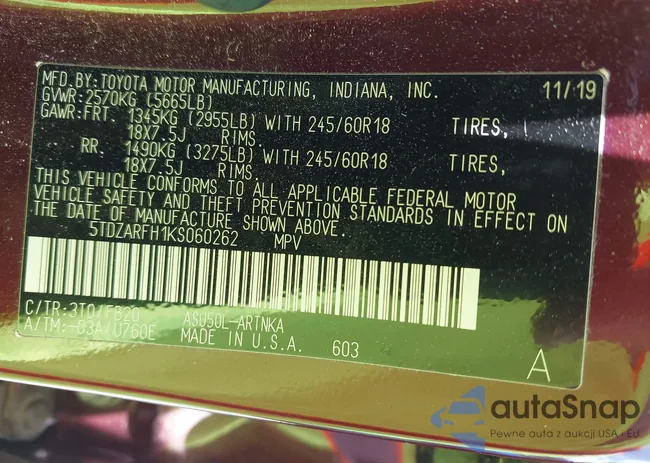 MFD.BY:TOYOTA MOTOR MANUFACTURING, INDIANA, INC. 11/19
GVWR:2570KG (5665LB)
GAWR:FRT. 1345KG (2955LB) WITH 245/60R18 TIRES,
18X7.5J RIMS.
RR. 1490KG (3275LB) WITH 245/60R18 TIRES,
18X7.5J RIMS.
THIS VEHICLE CONFORMS TO ALL APPLICABLE FEDERAL MOTOR
VEHICLE SAFETY AND THEFT PREVENTION STANDARDS IN EFFECT ON
THE DATE OF MANUFACTURE SHOWN ABOVE.
5TDZARFH1KS060262 MPV
C/TR:3T0/FB20 ASU50L-ARTNKA
A/TM:-03A/U760E MADE IN U.S.A. 603
A
autaSnap
Pewne auta z aukcji USA i EU